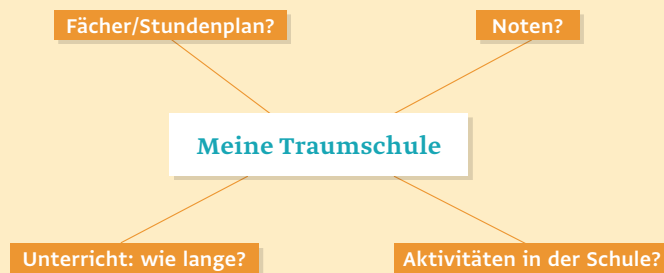 Fächer/Stundenplan?
Noten?
Meine Traumschule
Unterricht: wie lange?
Aktivitäten in der Schule?